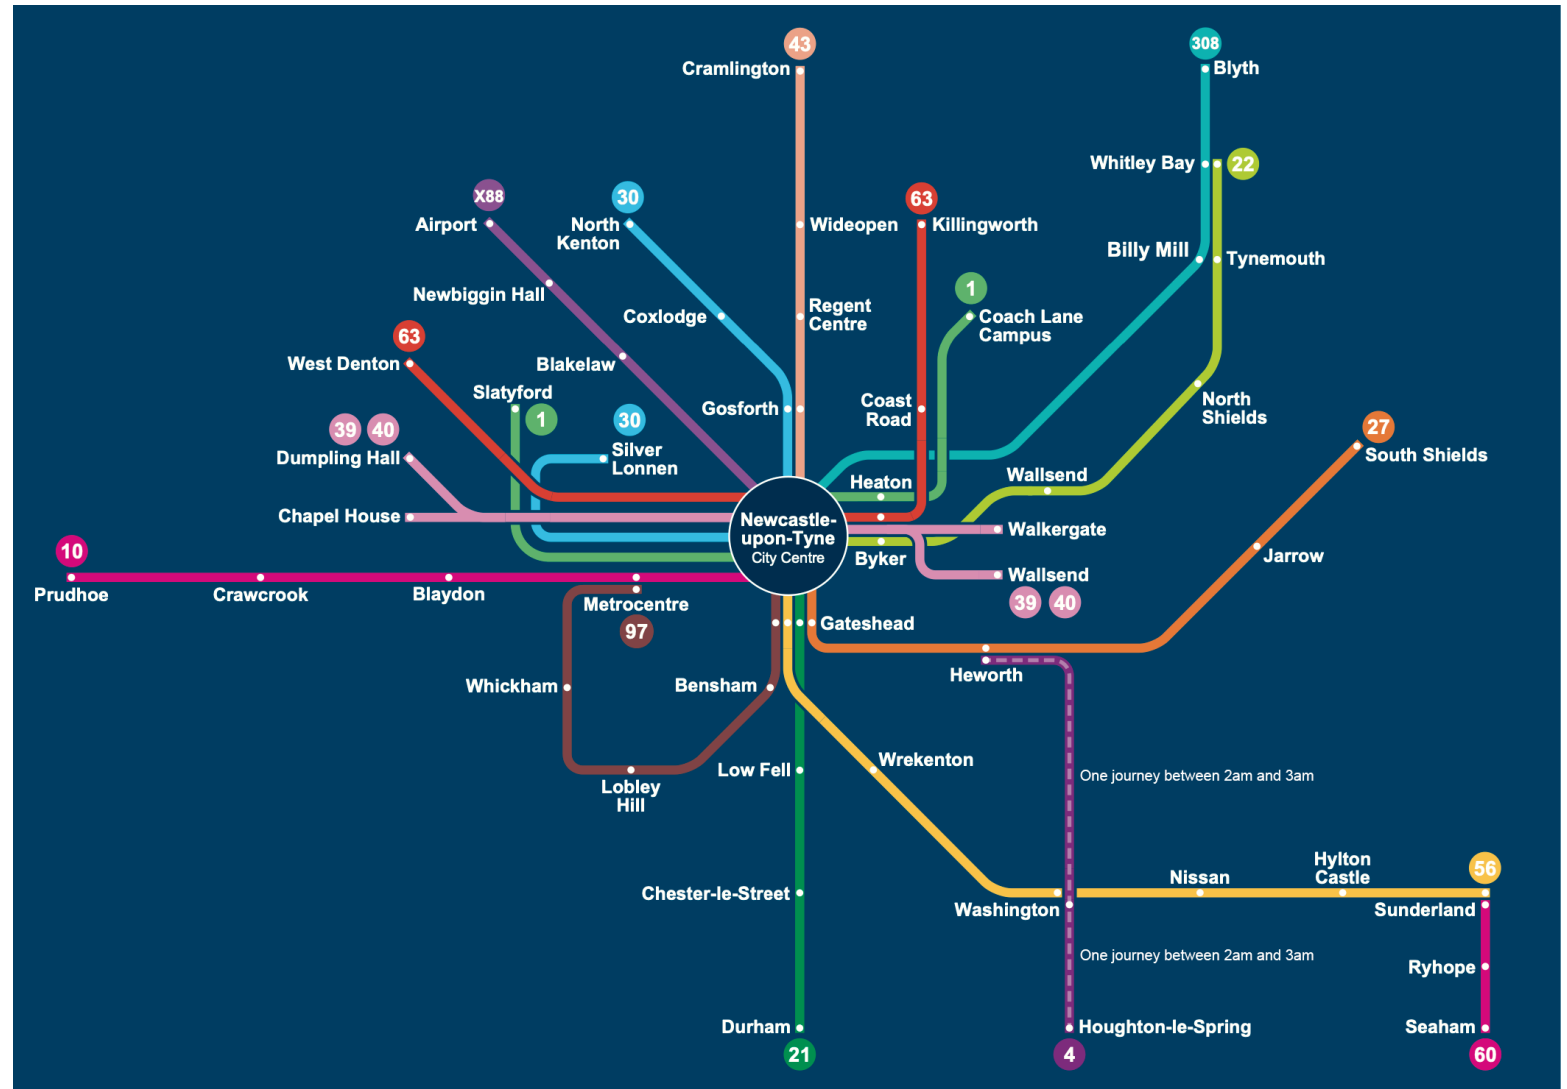 43
Cramlington
308
Blyth
Whitley Bay
22
X88
Airport
30
North
Kenton
Wideopen
63
Killingworth
Billy Mill
Tynemouth
Newbiggin Hall
Coxlodge
Regent
Centre
1
Coach Lane
Campus
63
West Denton
Blakelaw
Slatyford
1
30
Silver
Lonnen
Gosforth
Coast
Road
North
Shields
27
South Shields
39
40
Dumpling Hall
Chapel House
Heaton
Wallsend
Newcastle-
upon-Tyne
City Centre
Walkergate
Byker
Wallsend
39
40
Jarrow
10
Prudhoe
Crawcrook
Blaydon
Metrocentre
97
Gateshead
Heworth
Whickham
Bensham
Lobley
Hill
Low Fell
Wrekenton
One journey between 2am and 3am
Chester-le-Street
Washington
Nissan
Hylton
Castle
56
Sunderland
One journey between 2am and 3am
Ryhope
Durham
21
Houghton-le-Spring
4
Seaham
60